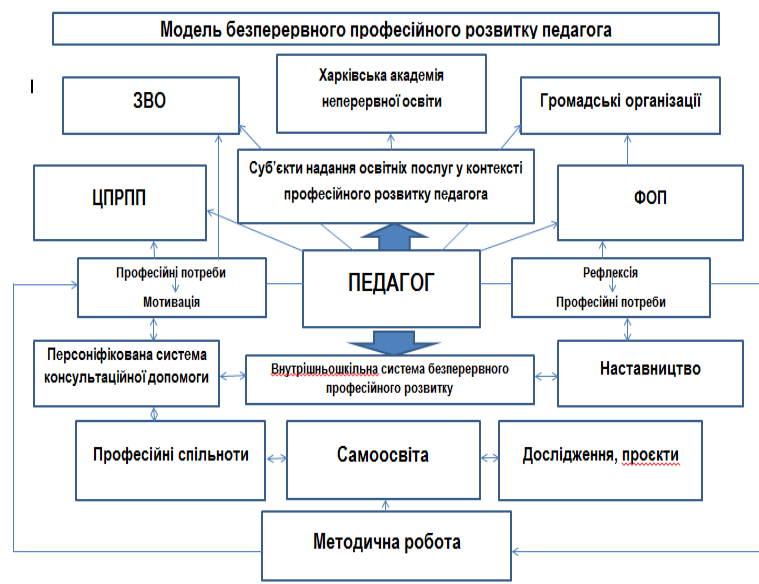 Модель безперервного професійного розвитку педагога
ЗВО
Харківська академія
неперервної освіти
Громадські організації
Суб’єкти надання освітніх послуг у контексті
професійного розвитку педагога
ЦПРПП
ФОП
Професійні потреби
Мотивація
ПЕДАГОГ
Рефлексія
Професійні потреби
Персоніфікована система
консультаційної допомоги
Внутрішньошкільна система безперервного
професійного розвитку
Наставництво
Професійні спільноти
Самоосвіта
Дослідження, проєкти
Методична робота